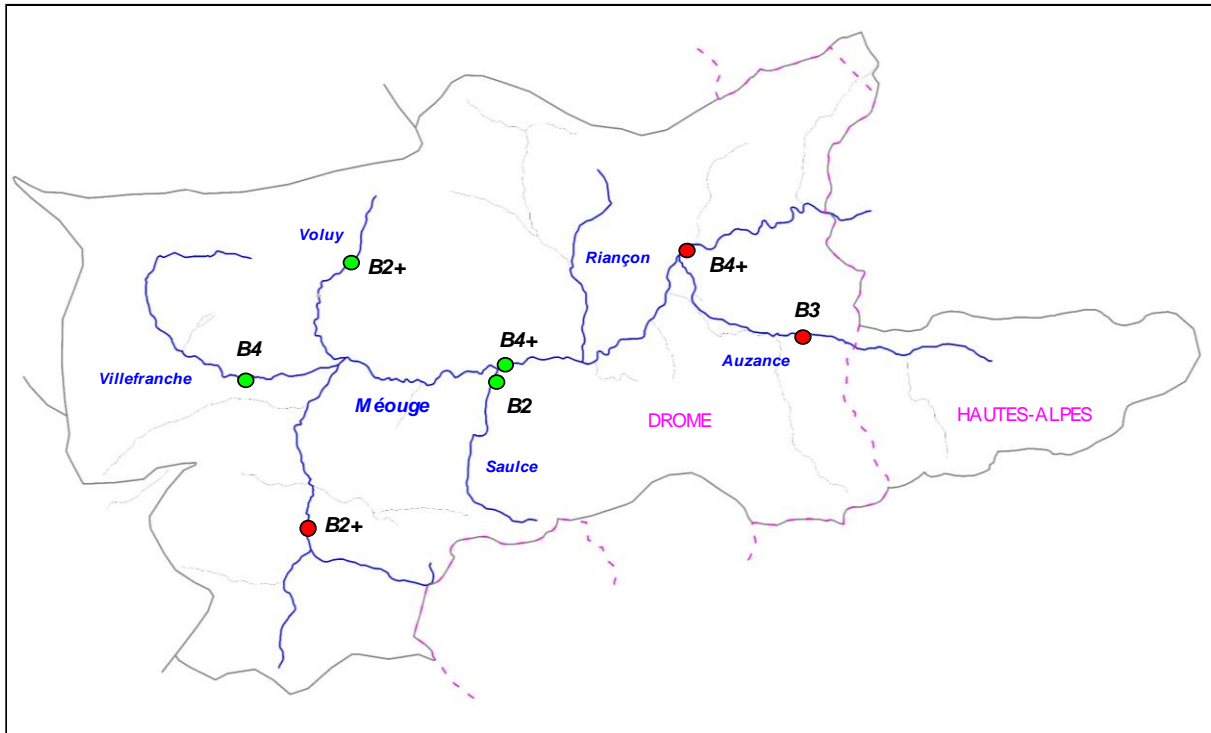 Voluy
B2+
Riançon
B4+
B3
Auzance
B4
Villefranche
B4+
B2
Méouge
DROME
HAUTES-ALPES
Saulce
B2+